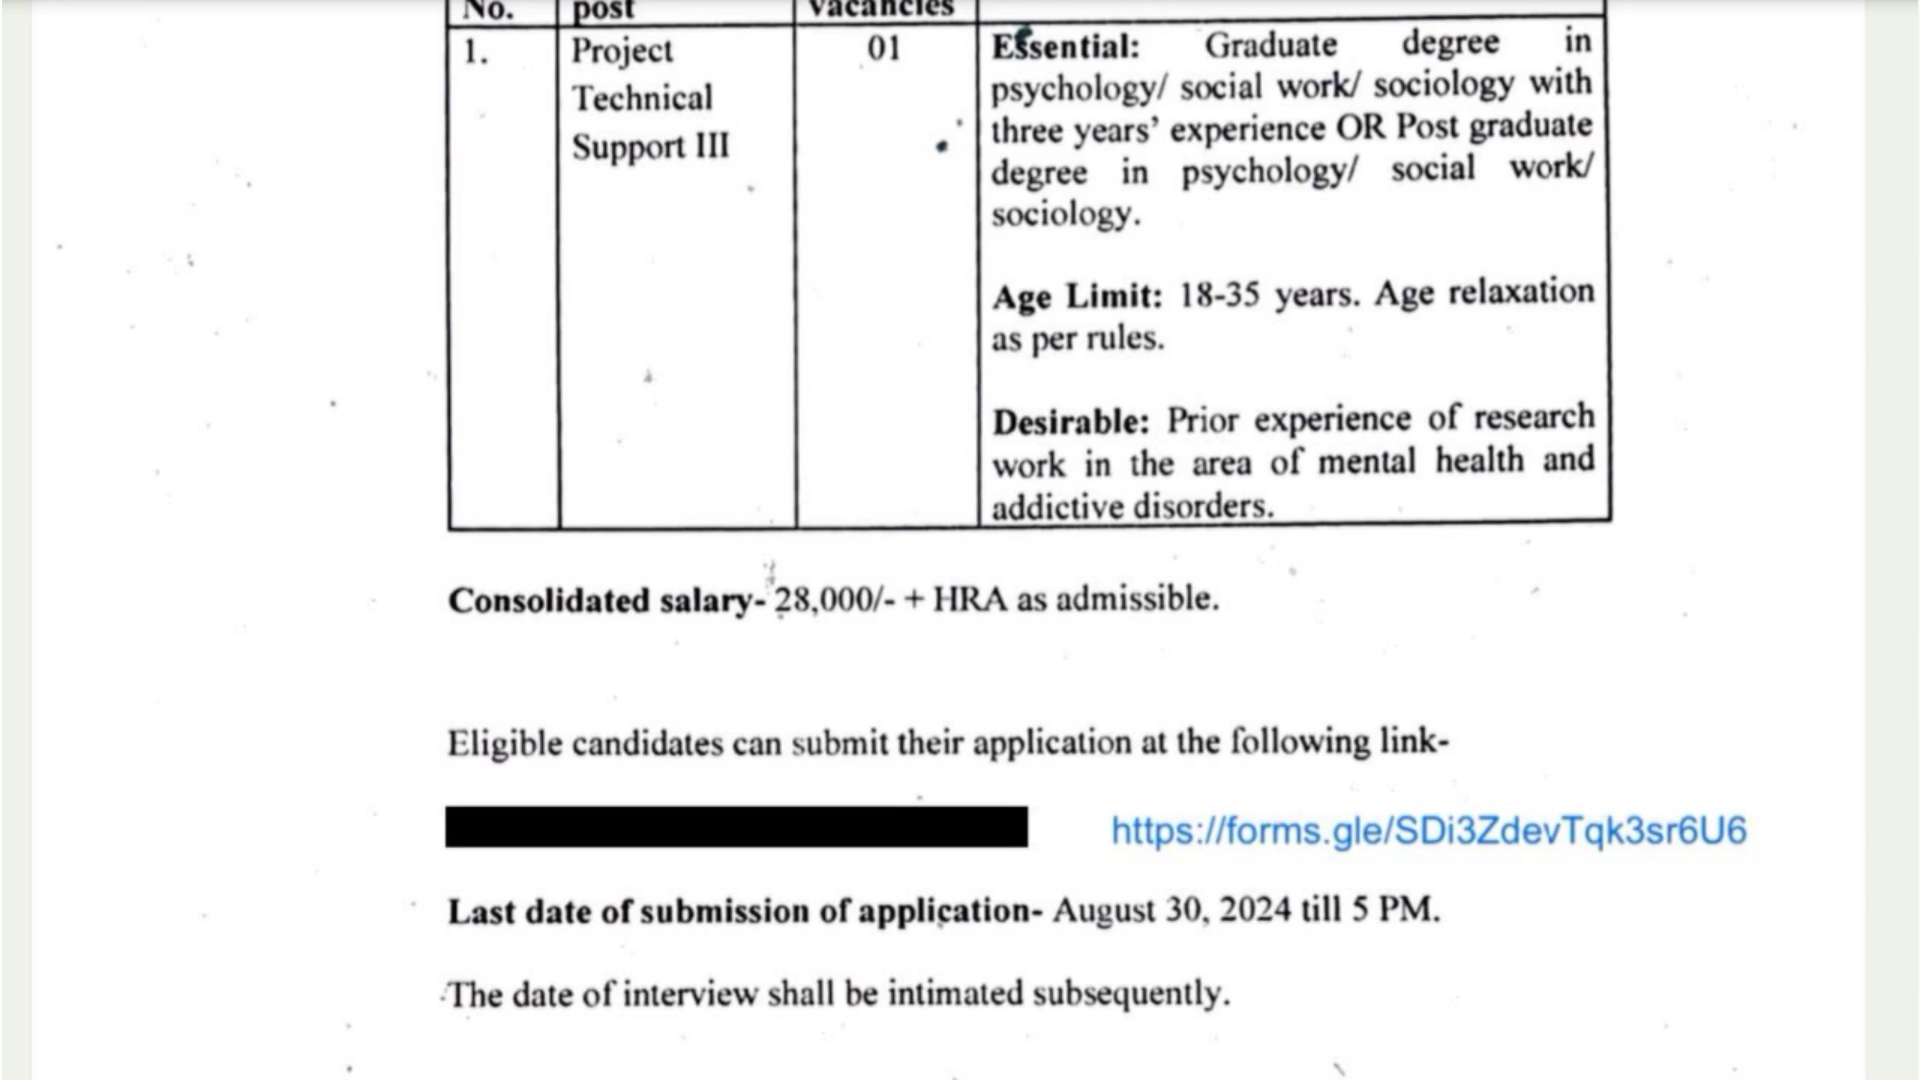 No. post Vacancies
1. Project Technical Support III 01
Essential: Graduate degree in
psychology/ social work/ sociology with
three years’ experience OR Post graduate
degree in psychology/ social work/
sociology.
Age Limit: 18-35 years. Age relaxation
as per rules.
Desirable: Prior experience of research
work in the area of mental health and
addictive disorders.
Consolidated salary- 28,000/- + HRA as admissible.
Eligible candidates can submit their application at the following link-
https://forms.gle/SDi3ZdevTqk3sr6U6
Last date of submission of application- August 30, 2024 till 5 PM.
The date of interview shall be intimated subsequently.